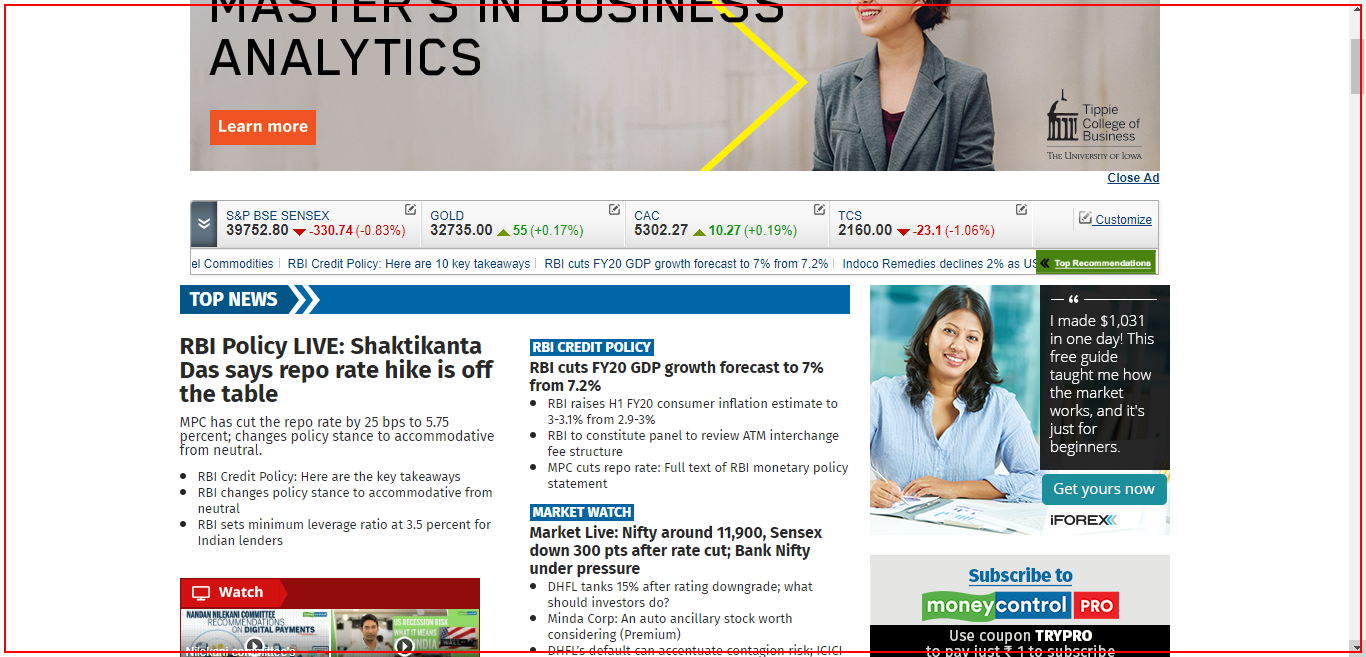 MASTER'S IN BUSINESS
ANALYTICS
Learn more
Tippie
College of
Business
THE UNIVERSITY OF IOWA
Close Ad
S&P BSE SENSEX
39752.80 -330.74 (-0.83%)
GOLD
32735.00 55 (+0.17%)
CAC
5302.27 10.27 (+0.19%)
TCS
2160.00 -23.1 (-1.06%)
Customize
el Commodities | RBI Credit Policy: Here are 10 key takeaways | RBI cuts FY20 GDP growth forecast to 7% from 7.2% | Indoco Remedies declines 2% as US
Top Recommendations
TOP NEWS
RBI Policy LIVE: Shaktikanta
Das says repo rate hike is off
the table
MPC has cut the repo rate by 25 bps to 5.75
percent; changes policy stance to accommodative
from neutral.
RBI Credit Policy: Here are the key takeaways
RBI changes policy stance to accommodative from
neutral
RBI sets minimum leverage ratio at 3.5 percent for
Indian lenders
Watch
NANDAN NILEKANI COMMITTEE
RECOMMENDATIONS
ON DIGITAL PAYMENTS
Nilekani committee's
US RECESSION RISK
WHAT IT MEANS
INDIA
RBI CREDIT POLICY
RBI cuts FY20 GDP growth forecast to 7%
from 7.2%
RBI raises H1 FY20 consumer inflation estimate to
3-3.1% from 2.9-3%
RBI to constitute panel to review ATM interchange
fee structure
MPC cuts repo rate: Full text of RBI monetary policy
statement
MARKET WATCH
Market Live: Nifty around 11,900, Sensex
down 300 pts after rate cut; Bank Nifty
under pressure
DHFL tanks 15% after rating downgrade; what
should investors do?
Minda Corp: An auto ancillary stock worth
considering (Premium)
DHFL's default can accentuate contagion risk; ICICI
“
I made $1,031
in one day! This
free guide
taught me how
the market
works, and it's
just for
beginners.
Get yours now
iFOREX
Subscribe to
moneycontrol PRO
Use coupon TRYPRO
to pay just ₹ 1 to subscribe